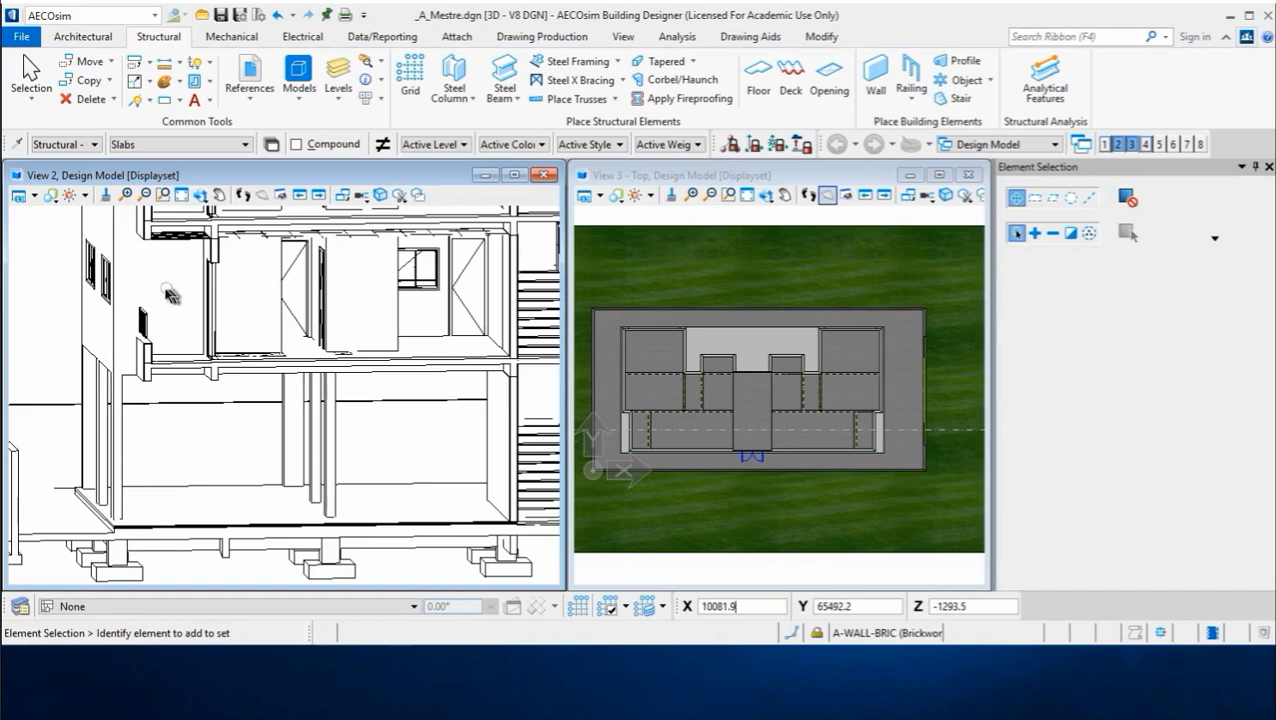 AECOsim
_A_Mestre.dgn [3D - V8 DGN] - AECOsim Building Designer (Licensed For Academic Use Only)
File Architectural Structural Mechanical Electrical Data/Reporting Attach Drawing Production View Analysis Drawing Aids Modify
Search Ribbon (F4) Sign in
Selection
Move
Copy
Delete
References
Models
Levels
Grid
Steel Column
Steel Beam
Steel Framing
Steel X Bracing
Place Trusses
Tapered
Corbel/Haunch
Apply Fireproofing
Floor
Deck
Opening
Wall
Railing
Profile
Object
Stair
Analytical Features
Common Tools
Place Structural Elements
Place Building Elements
Structural Analysis
Structural - Slabs Compound Active Level Active Color Active Style Active Weig Design Model 1 2 3 4 5 6 7 8
View 2, Design Model [Displayset]
View 3 - Top, Design Model [Displayset]
Element Selection
Y
X
None 0.00° X 10081.9 Y 65492.2 Z -1293.5
Element Selection > Identify element to add to set
A-WALL-BRIC (Brickwor